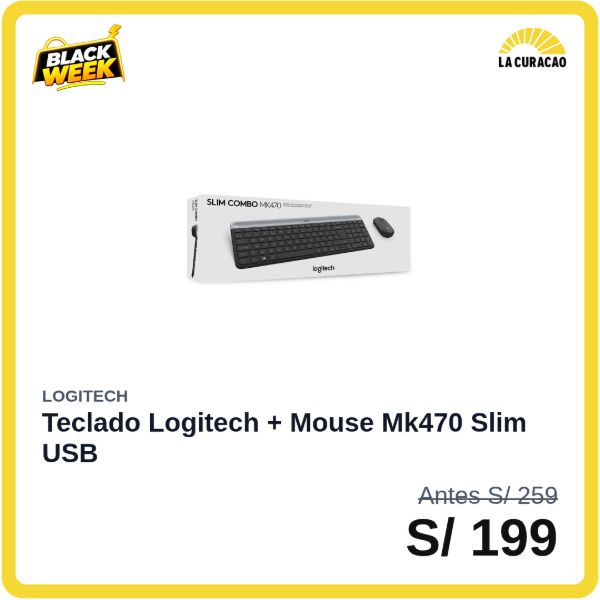 BLACK
WEEK
LA CURACAO
SLIM COMBO MK470
logitech
LOGITECH
Teclado Logitech + Mouse Mk470 Slim
USB
Antes S/ 259
S/ 199